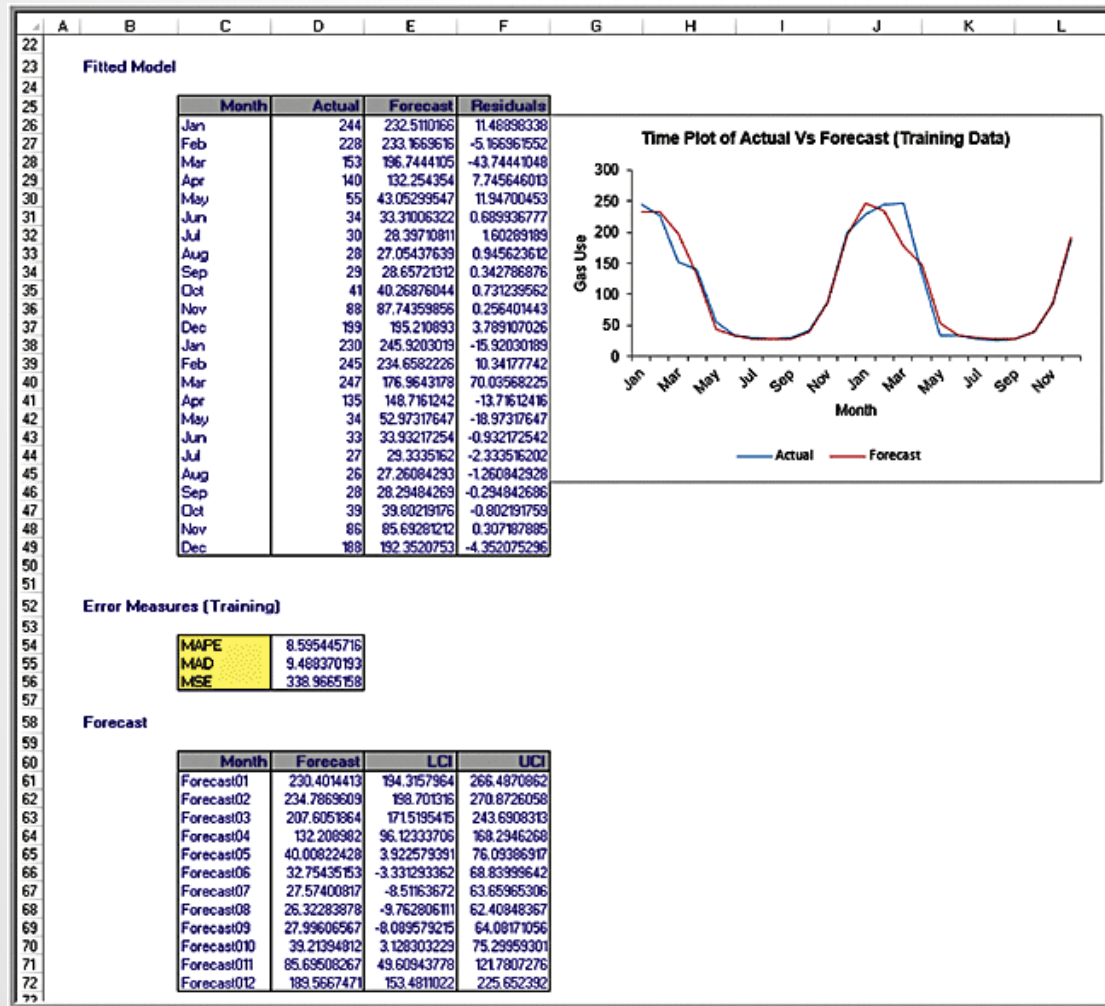 A B C D E F G H I J K L
22
23 Fitted Model
24
25 Month Actual Forecast Residuals
26 Jan 244 232.5110166 11.48898338
27 Feb 228 233.1669616 -5.166961552
28 Mar 153 196.7444105 -43.74441048
29 Apr 140 132.254354 7.745646013
30 May 55 43.05299547 11.94700453
31 Jun 34 33.31006322 0.689936777
32 Jul 30 28.39710811 1.60289189
33 Aug 28 27.05437639 0.945623612
34 Sep 29 28.65721312 0.342786876
35 Oct 41 40.26876044 0.731239562
36 Nov 88 87.74359856 0.256401443
37 Dec 199 195.210893 3.789107026
38 Jan 230 245.9203019 -15.92030189
39 Feb 245 234.6582226 10.34177742
40 Mar 247 176.9643178 70.03568225
41 Apr 135 148.7161242 -13.71612416
42 May 34 52.97317647 -18.97317647
43 Jun 33 33.93217254 -0.932172542
44 Jul 27 29.3335162 -2.333516202
45 Aug 26 27.26084293 -1.260842928
46 Sep 28 28.29484269 -0.294842686
47 Oct 39 39.80219176 -0.802191759
48 Nov 86 85.69281212 0.307187885
49 Dec 188 192.3520753 -4.352075296
Time Plot of Actual Vs Forecast (Training Data)
300
250
200
150
100
50
0
Gas Use
Jan Mar May Jul Sep Nov Jan Mar May Jul Sep Nov
Month
Actual Forecast
50
51
52 Error Measures (Training)
53
54 MAPE 8.595445716
55 MAD 9.488370193
56 MSE 338.9665158
57
58 Forecast
59
60 Month Forecast LCI UCI
61 Forecast01 230.4014413 194.3157964 266.4870862
62 Forecast02 234.7869609 198.701316 270.8726058
63 Forecast03 207.6051864 171.5195415 243.6908313
64 Forecast04 132.208982 96.12333706 168.2946268
65 Forecast05 40.00822428 3.922579391 76.09386917
66 Forecast06 32.75435153 -3.331293362 68.83999642
67 Forecast07 27.57400817 -8.51163672 63.65965306
68 Forecast08 26.32283878 -9.762806111 62.40848367
69 Forecast09 27.99606567 -8.089579215 64.08171056
70 Forecast010 39.21394812 3.128303229 75.29959301
71 Forecast011 85.69508267 49.60943778 121.7807276
72 Forecast012 189.5667471 153.4811022 225.652392